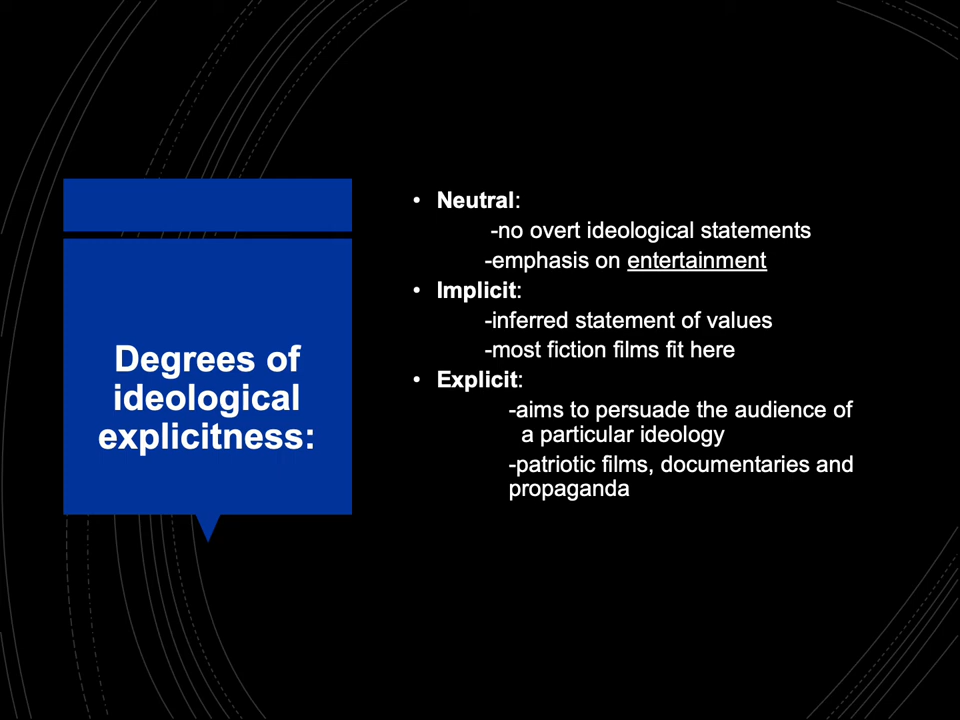 Degrees of
ideological
explicitness:
• Neutral:
-no overt ideological statements
-emphasis on entertainment
• Implicit:
-inferred statement of values
-most fiction films fit here
• Explicit:
-aims to persuade the audience of
a particular ideology
-patriotic films, documentaries and
propaganda